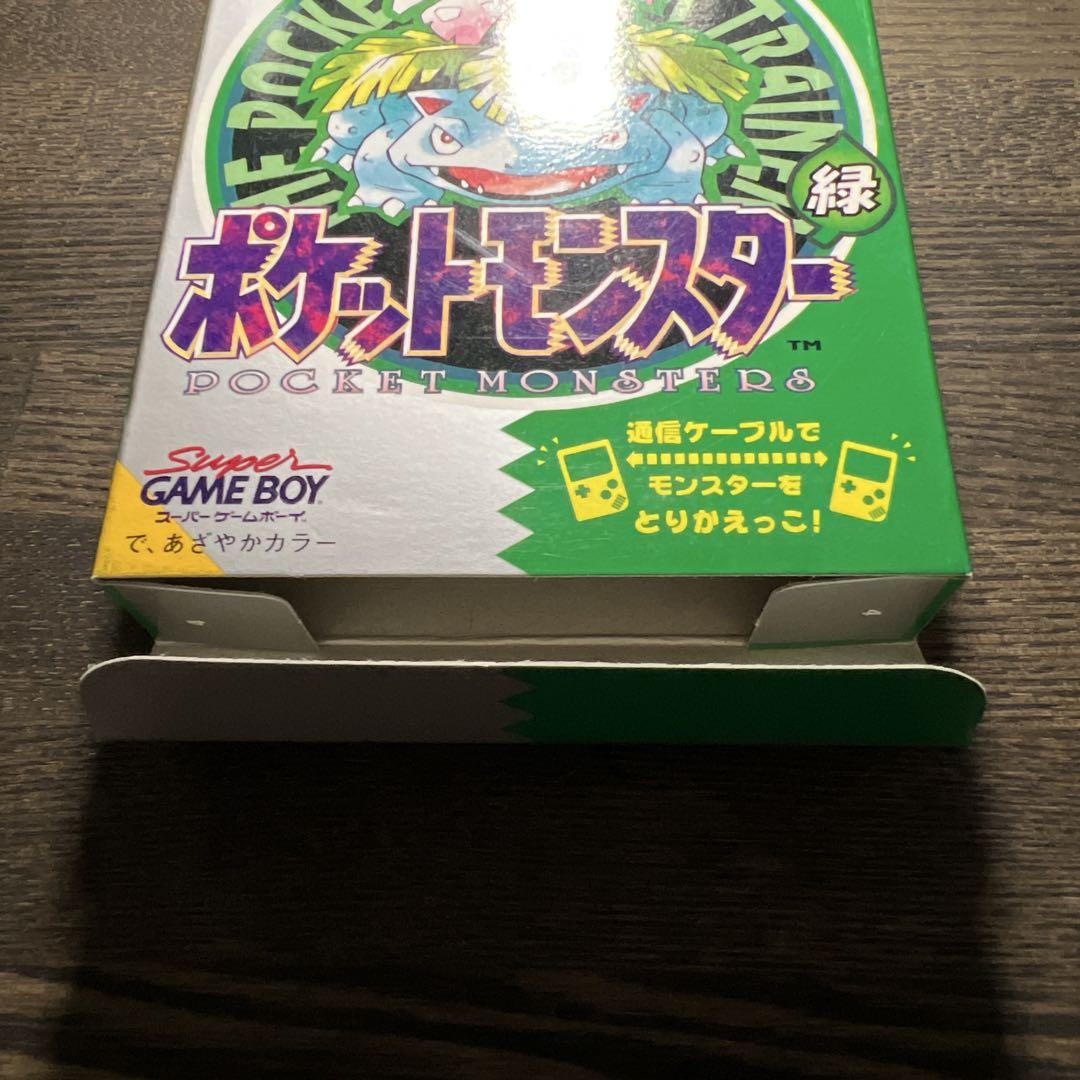 THE POCKE
TRAINER
緑
ポケットモンスター
TM
POCKET MONSTERS
通信ケーブルで
モンスターを
とりかえっこ!
Super
GAME BOY
スーパーゲームボーイ
で、あざやかカラー